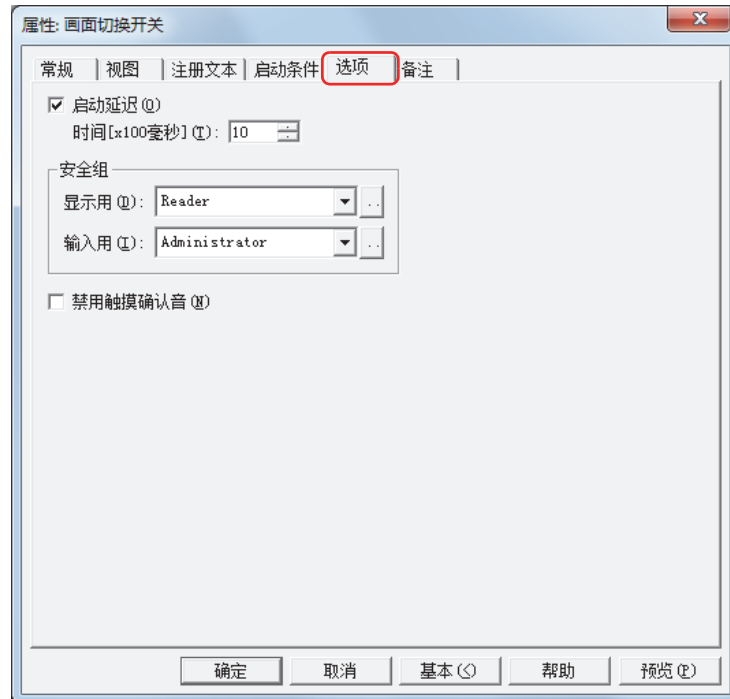 属性: 画面切换开关
x
常规 视图 注册文本 启动条件 选项 备注
启动延迟(O)
时间[x100毫秒](T): 10
安全组
显示用(D): Reader ..
输入用(I): Administrator ..
禁用触摸确认音(N)
确定 取消 基本(<) 帮助 预览(P)